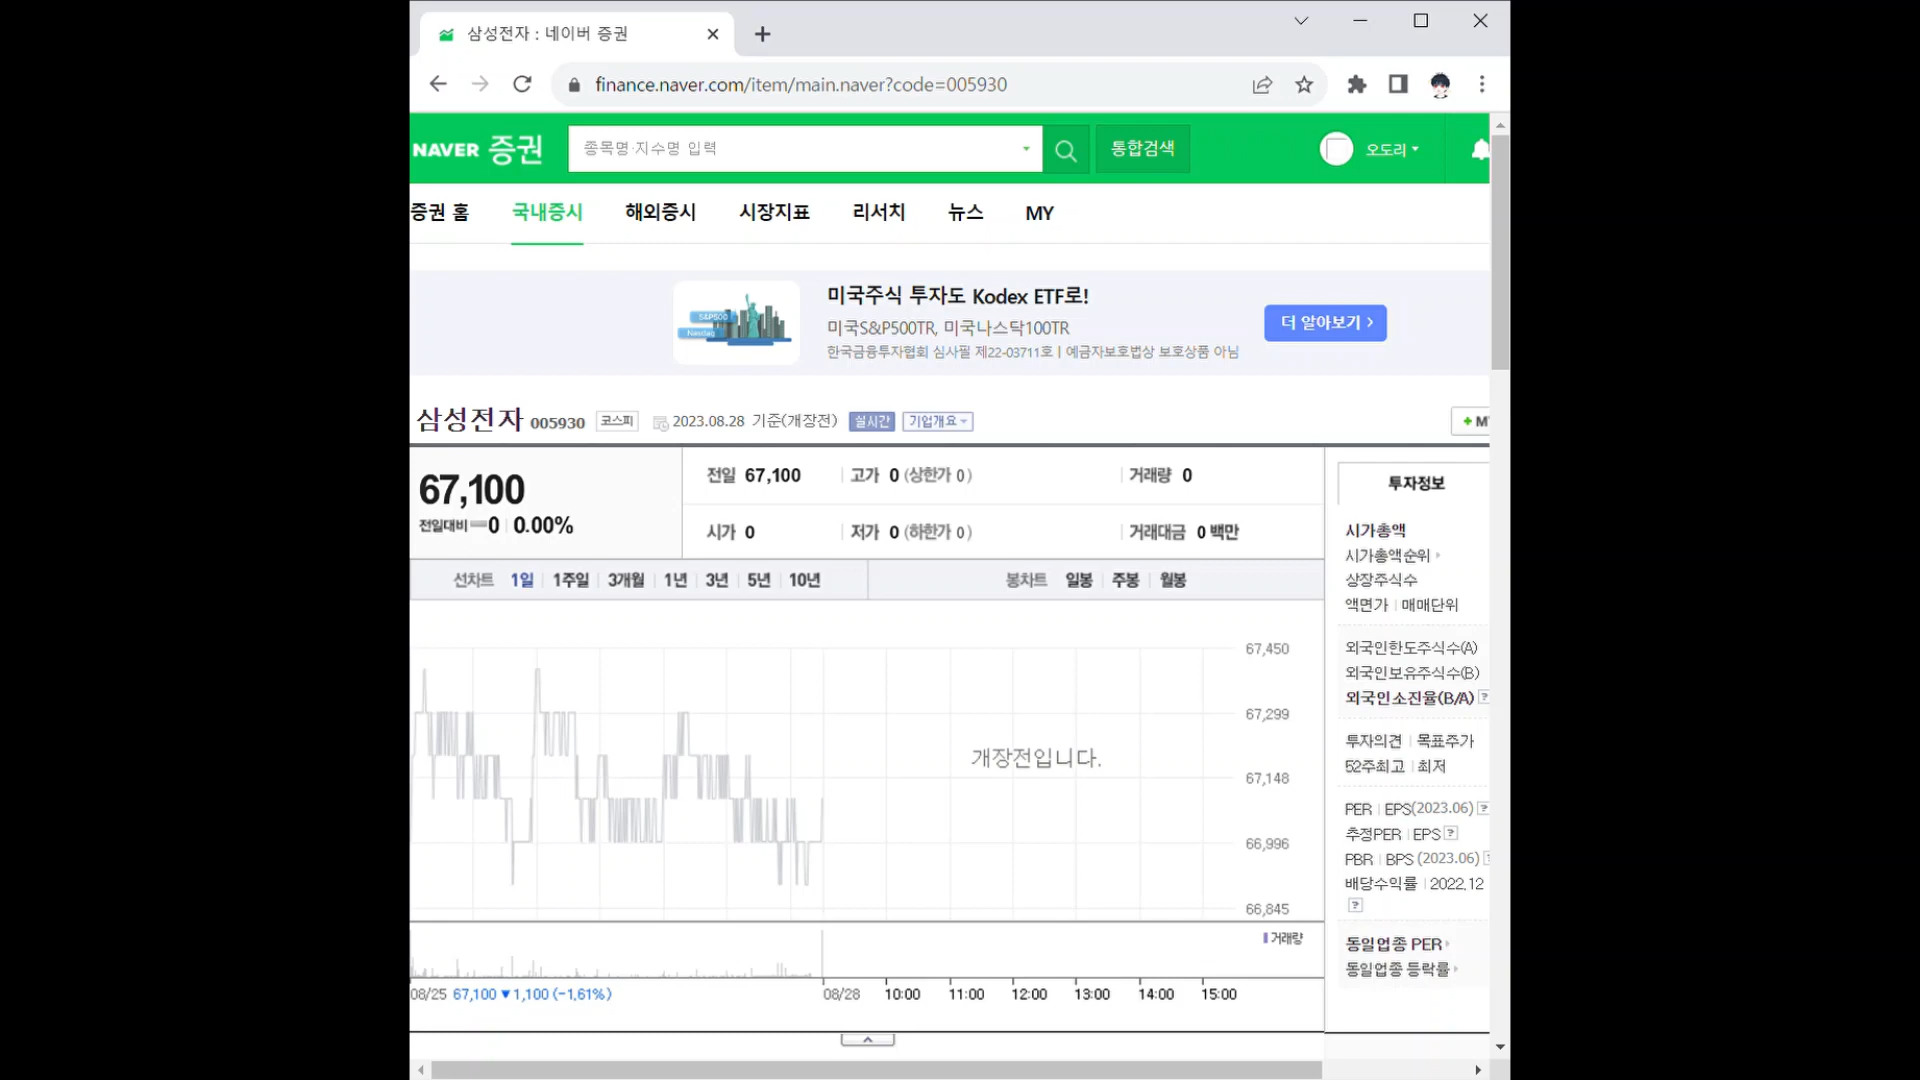 삼성전자 : 네이버 증권
finance.naver.com/item/main.naver?code=005930
NAVER 증권
종목명·지수명 입력
통합검색
오도리
증권 홈 국내증시 해외증시 시장지표 리서치 뉴스 MY
S&P500
Nasdaq
미국주식 투자도 Kodex ETF로!
미국S&P500TR, 미국나스닥100TR
한국금융투자협회 심사필 제22-03711호 | 예금자보호법상 보호상품 아님
더 알아보기 >
삼성전자 005930 코스피 2023.08.28 기준(개장전) 실시간 기업개요
+ M
67,100
전일대비 0 0.00%
전일 67,100 고가 0 (상한가 0 ) 거래량 0
시가 0 저가 0 (하한가 0 ) 거래대금 0 백만
선차트 1일 1주일 3개월 1년 3년 5년 10년
봉차트 일봉 주봉 월봉
67,450
67,299
67,148
66,996
66,845
개장전입니다.
거래량
08/25 67,100 ▼ 1,100 (-1.61%)
08/28 10:00 11:00 12:00 13:00 14:00 15:00
투자정보
시가총액
시가총액순위
상장주식수
액면가 | 매매단위
외국인한도주식수(A)
외국인보유주식수(B)
외국인소진율(B/A) ?
투자의견 | 목표주가
52주최고 | 최저
PER | EPS(2023.06) ?
추정PER | EPS ?
PBR | BPS (2023.06) ?
배당수익률 | 2022.12
?
동일업종 PER
동일업종 등락률